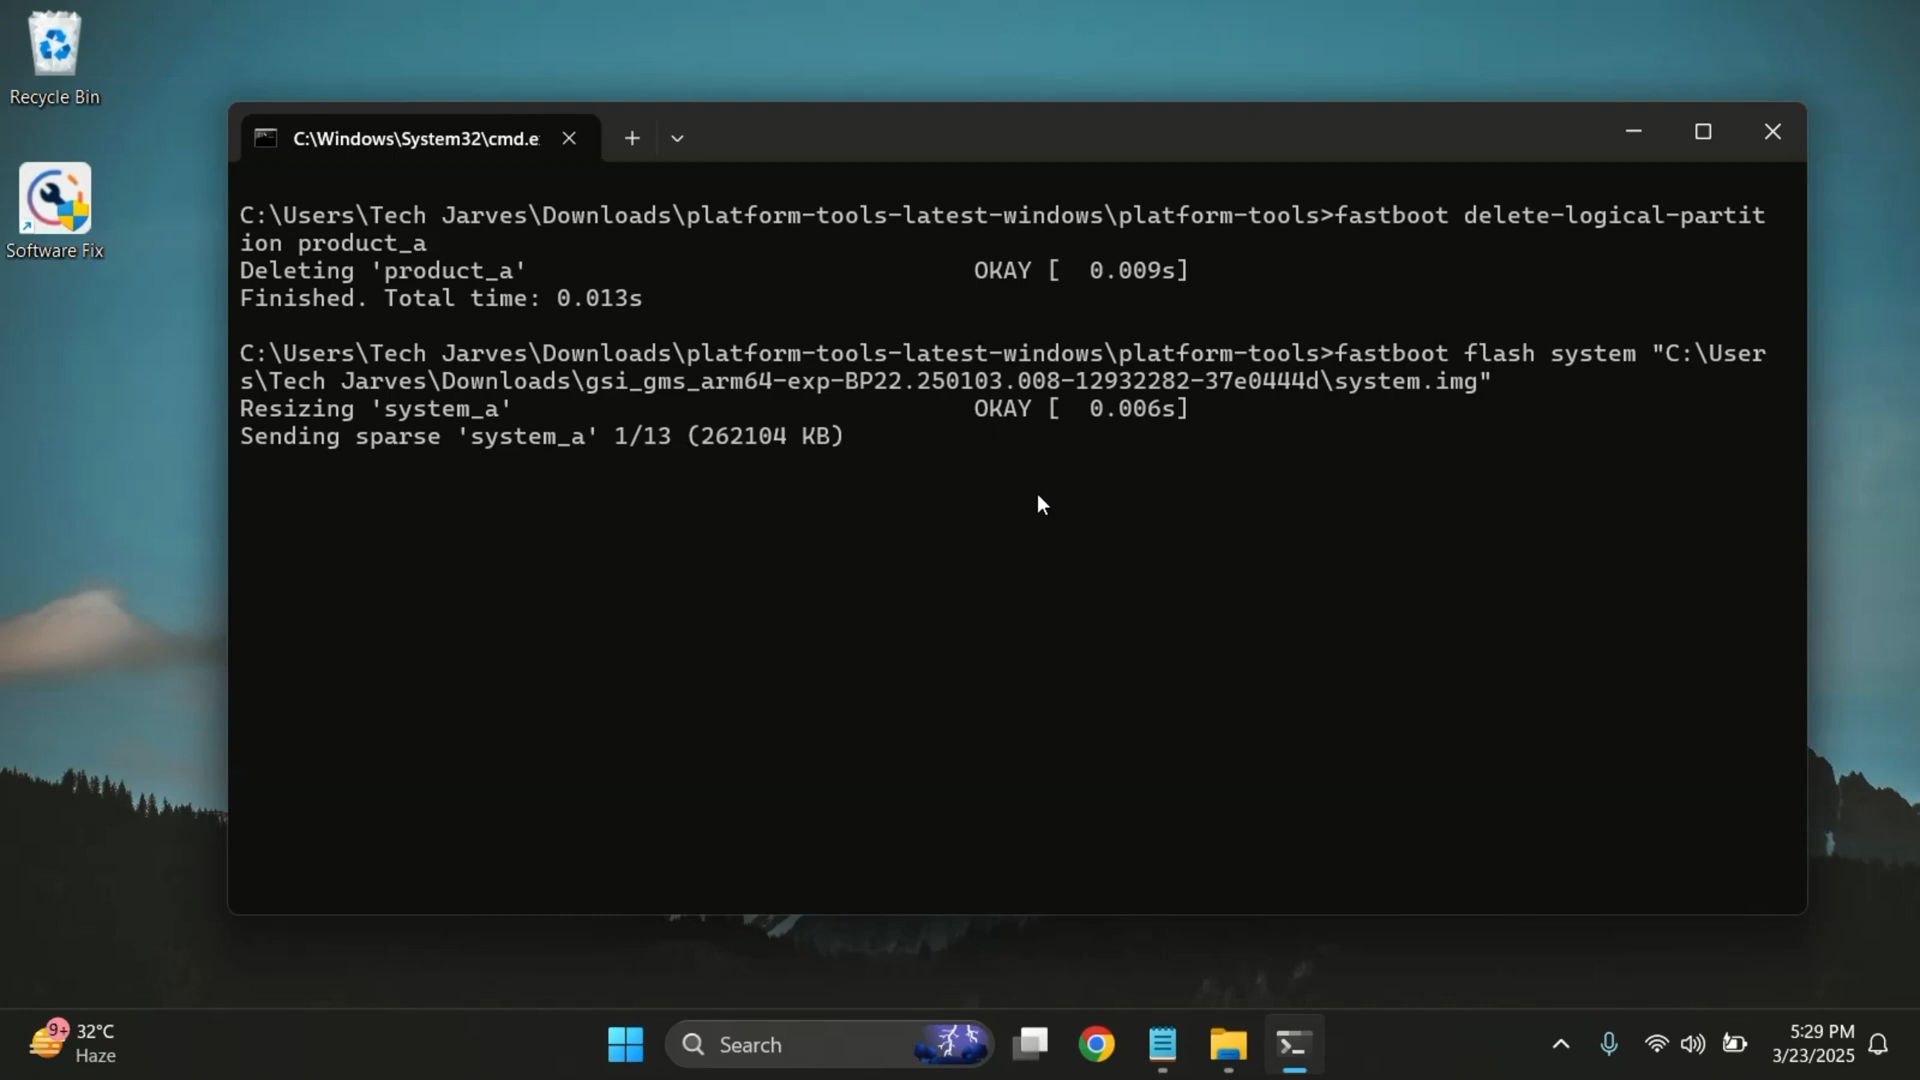 Recycle Bin
Software Fix
C:\Windows\System32\cmd.e
C:\Users\Tech Jarves\Downloads\platform-tools-latest-windows\platform-tools>fastboot delete-logical-partit
ion product_a
Deleting 'product_a'                               OKAY [  0.009s]
Finished. Total time: 0.013s
C:\Users\Tech Jarves\Downloads\platform-tools-latest-windows\platform-tools>fastboot flash system "C:\User
s\Tech Jarves\Downloads\gsi_gms_arm64-exp-BP22.250103.008-12932282-37e0444d\system.img"
Resizing 'system_a'                                OKAY [  0.006s]
Sending sparse 'system_a' 1/13 (262104 KB)
9+
32°C
Haze
Search
5:29 PM
3/23/2025